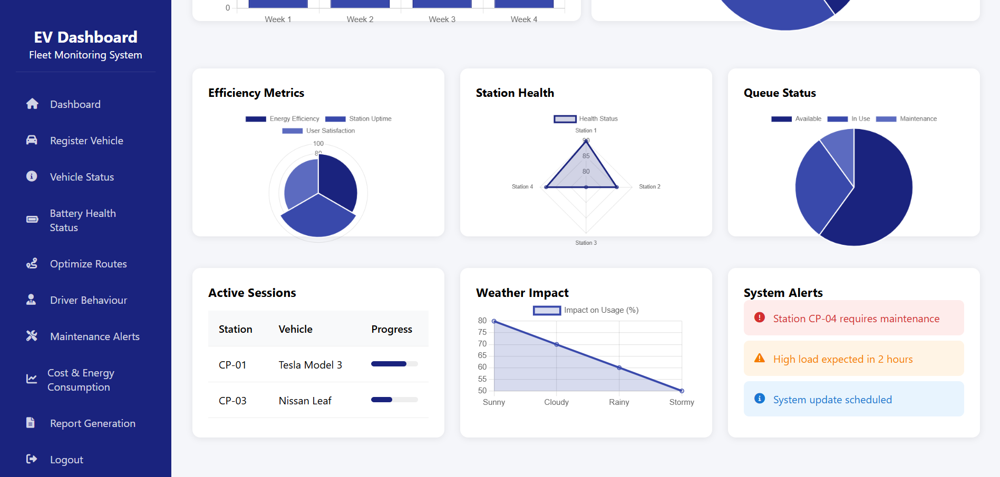 EV Dashboard
Fleet Monitoring System
Dashboard
Register Vehicle
Vehicle Status
Battery Health
Status
Optimize Routes
Driver Behaviour
Maintenance Alerts
Cost & Energy
Consumption
Report Generation
Logout
0
Week 1 Week 2 Week 3 Week 4
Efficiency Metrics
Energy Efficiency Station Uptime
User Satisfaction
100
80
Station Health
Health Status
Station 1
90
85
80
Station 4 Station 2
Station 3
Queue Status
Available In Use Maintenance
Active Sessions
Station Vehicle Progress
CP-01 Tesla Model 3
CP-03 Nissan Leaf
Weather Impact
Impact on Usage (%)
80
75
70
65
60
55
50
Sunny Cloudy Rainy Stormy
System Alerts
Station CP-04 requires maintenance
High load expected in 2 hours
System update scheduled